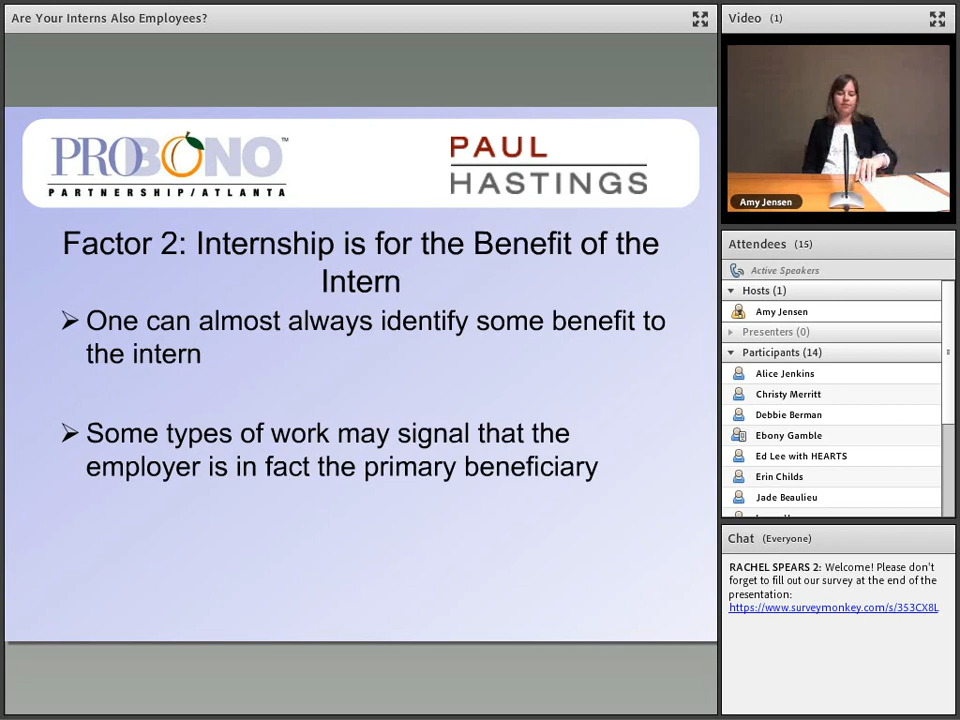 Are Your Interns Also Employees?
PROBONO™
PARTNERSHIP/ATLANTA
PAUL
HASTINGS
Factor 2: Internship is for the Benefit of the
Intern
➢ One can almost always identify some benefit to
the intern
➢ Some types of work may signal that the
employer is in fact the primary beneficiary
Video (1)
Amy Jensen
Attendees (15)
Active Speakers
Hosts (1)
Amy Jensen
Presenters (0)
Participants (14)
Alice Jenkins
Christy Merritt
Debbie Berman
Ebony Gamble
Ed Lee with HEARTS
Erin Childs
Jade Beaulieu
Chat (Everyone)
RACHEL SPEARS 2: Welcome! Please don't
forget to fill out our survey at the end of the
presentation:
https://www.surveymonkey.com/s/353CX8L